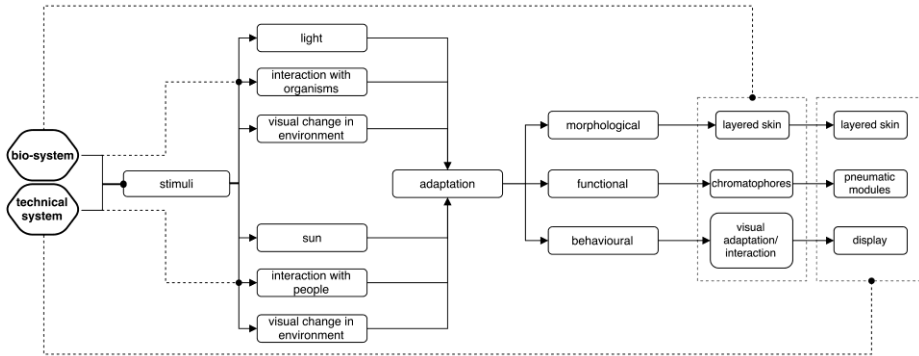 bio-system
technical
system
stimuli
light
interaction with
organisms
visual change in
environment
sun
interaction with
people
visual change in
environment
adaptation
morphological
functional
behavioural
layered skin
chromatophores
visual
adaptation/
interaction
layered skin
pneumatic
modules
display